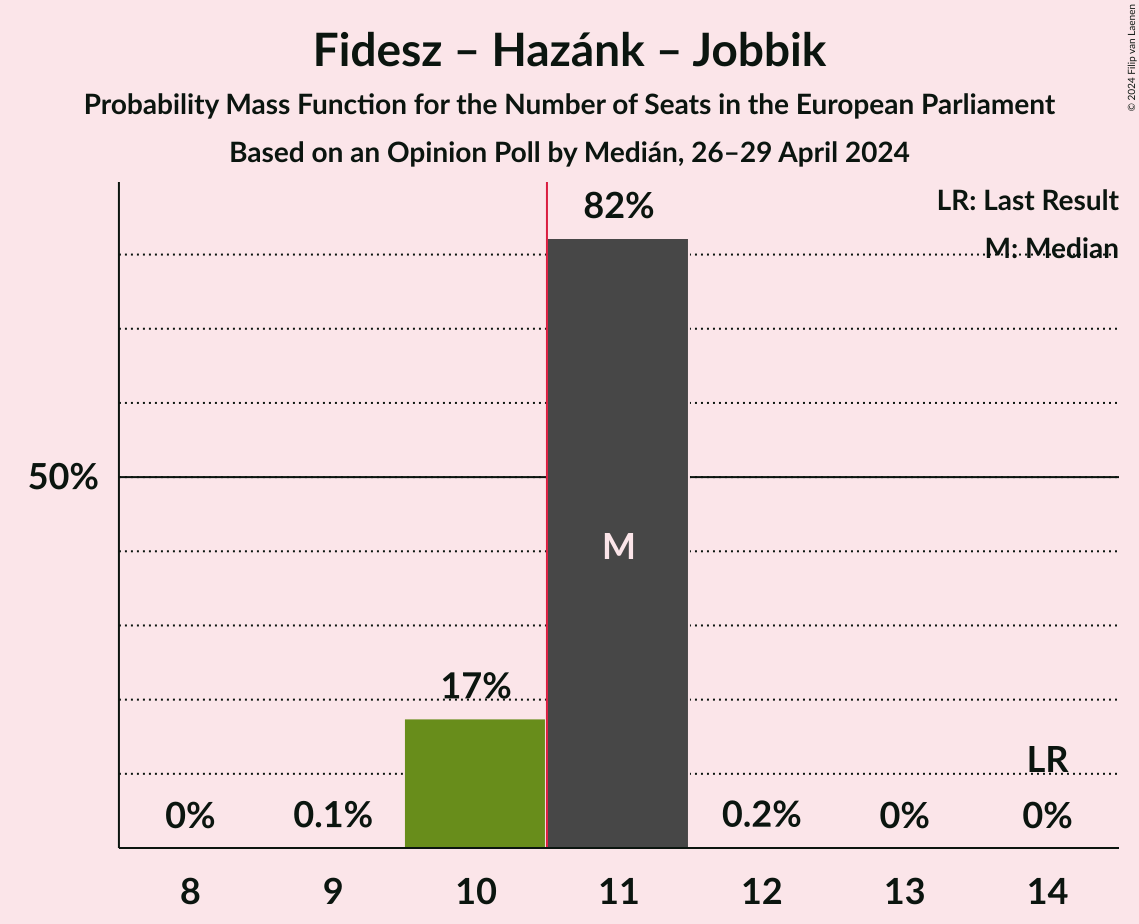 Fidesz – Hazánk – Jobbik
Probability Mass Function for the Number of Seats in the European Parliament
Based on an Opinion Poll by Medián, 26–29 April 2024
© 2024 Filip van Laenen
LR: Last Result
M: Median
82%
50%
M
17%
LR
0%
0.1%
0.2%
0%
0%
8
9
10
11
12
13
14